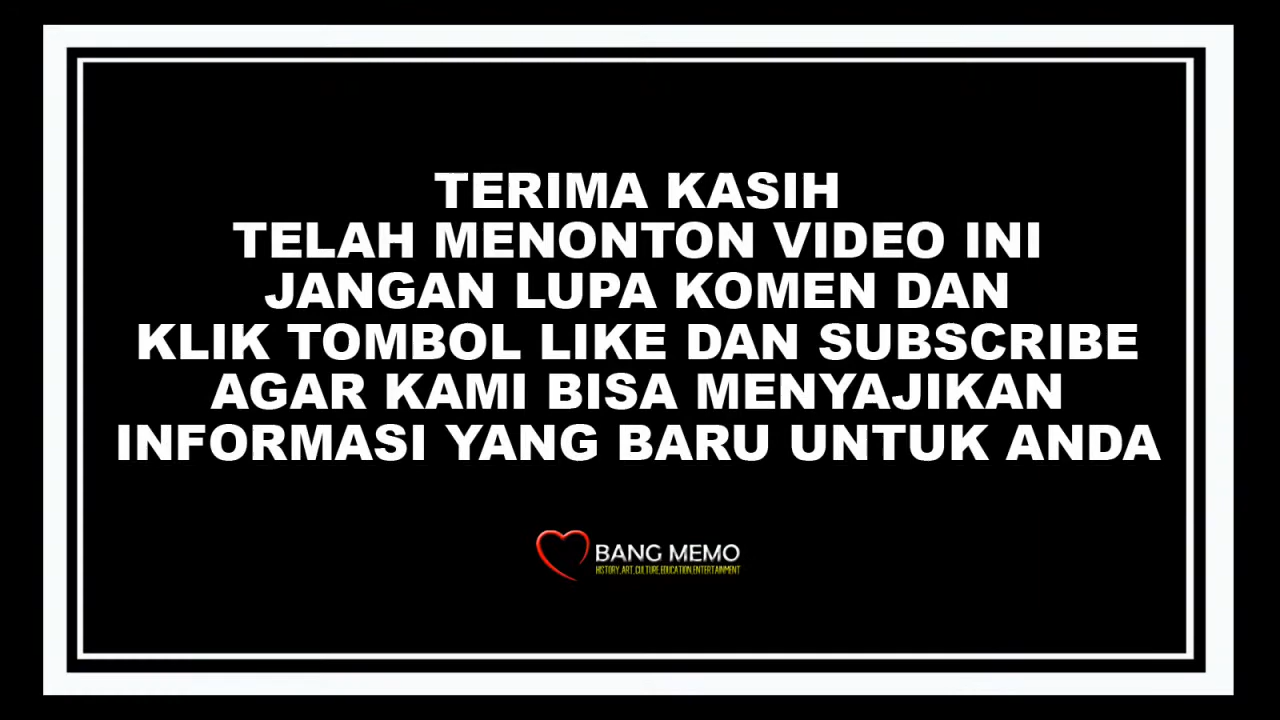 TERIMA KASIH
TELAH MENONTON VIDEO INI
JANGAN LUPA KOMEN DAN
KLIK TOMBOL LIKE DAN SUBSCRIBE
AGAR KAMI BISA MENYAJIKAN
INFORMASI YANG BARU UNTUK ANDA
BANG MEMO
HISTORY,ART,CULTURE,EDUCATION,ENTERTAINMENT